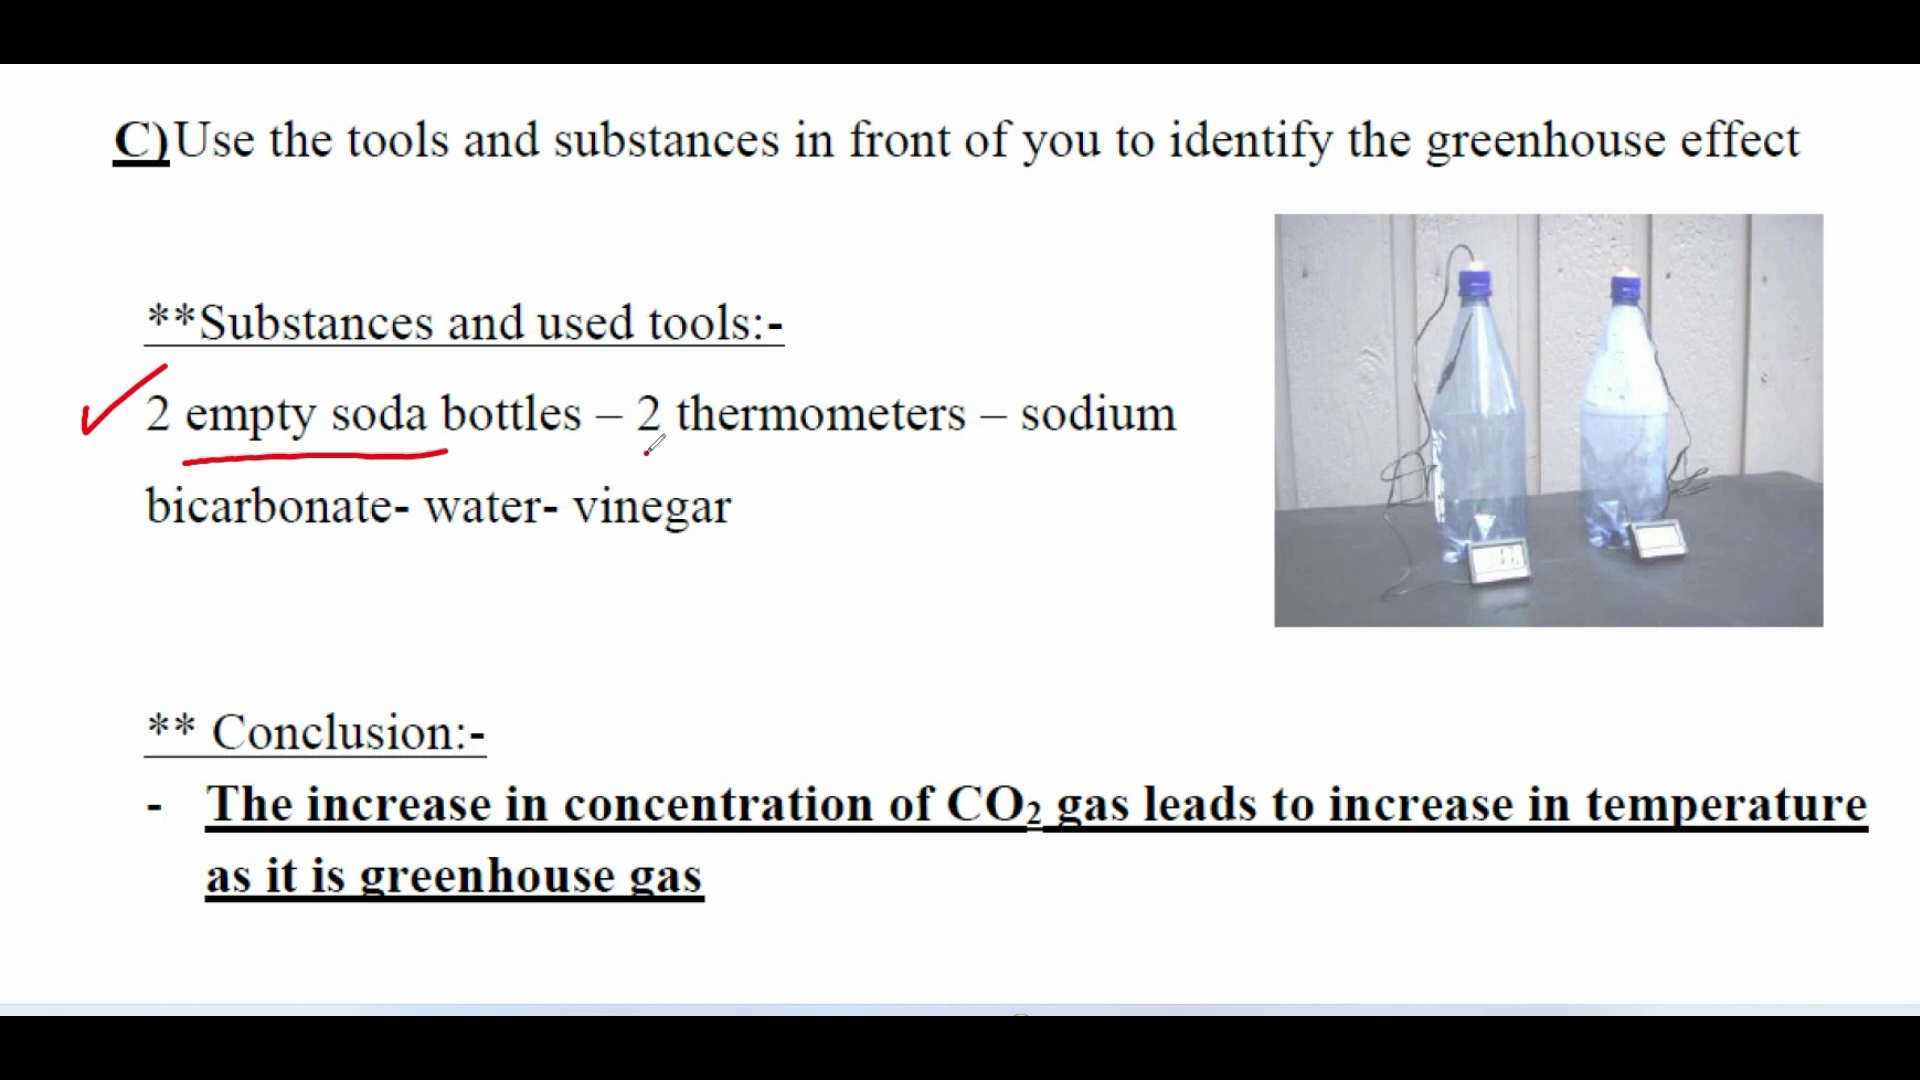 C)Use the tools and substances in front of you to identify the greenhouse effect
**Substances and used tools:-
2 empty soda bottles – 2 thermometers – sodium
bicarbonate- water- vinegar
** Conclusion:-
- The increase in concentration of CO₂ gas leads to increase in temperature
as it is greenhouse gas